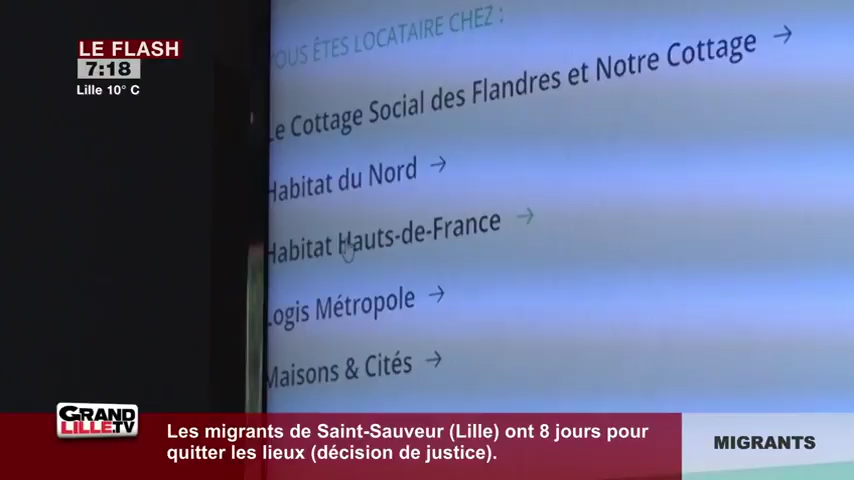 LE FLASH
7:18
Lille 10° C
VOUS ÊTES LOCATAIRE CHEZ :
Le Cottage Social des Flandres et Notre Cottage →
Habitat du Nord →
Habitat Hauts-de-France →
Logis Métropole →
Maisons & Cités →
GRAND
LILLE.TV
Les migrants de Saint-Sauveur (Lille) ont 8 jours pour
quitter les lieux (décision de justice).
MIGRANTS